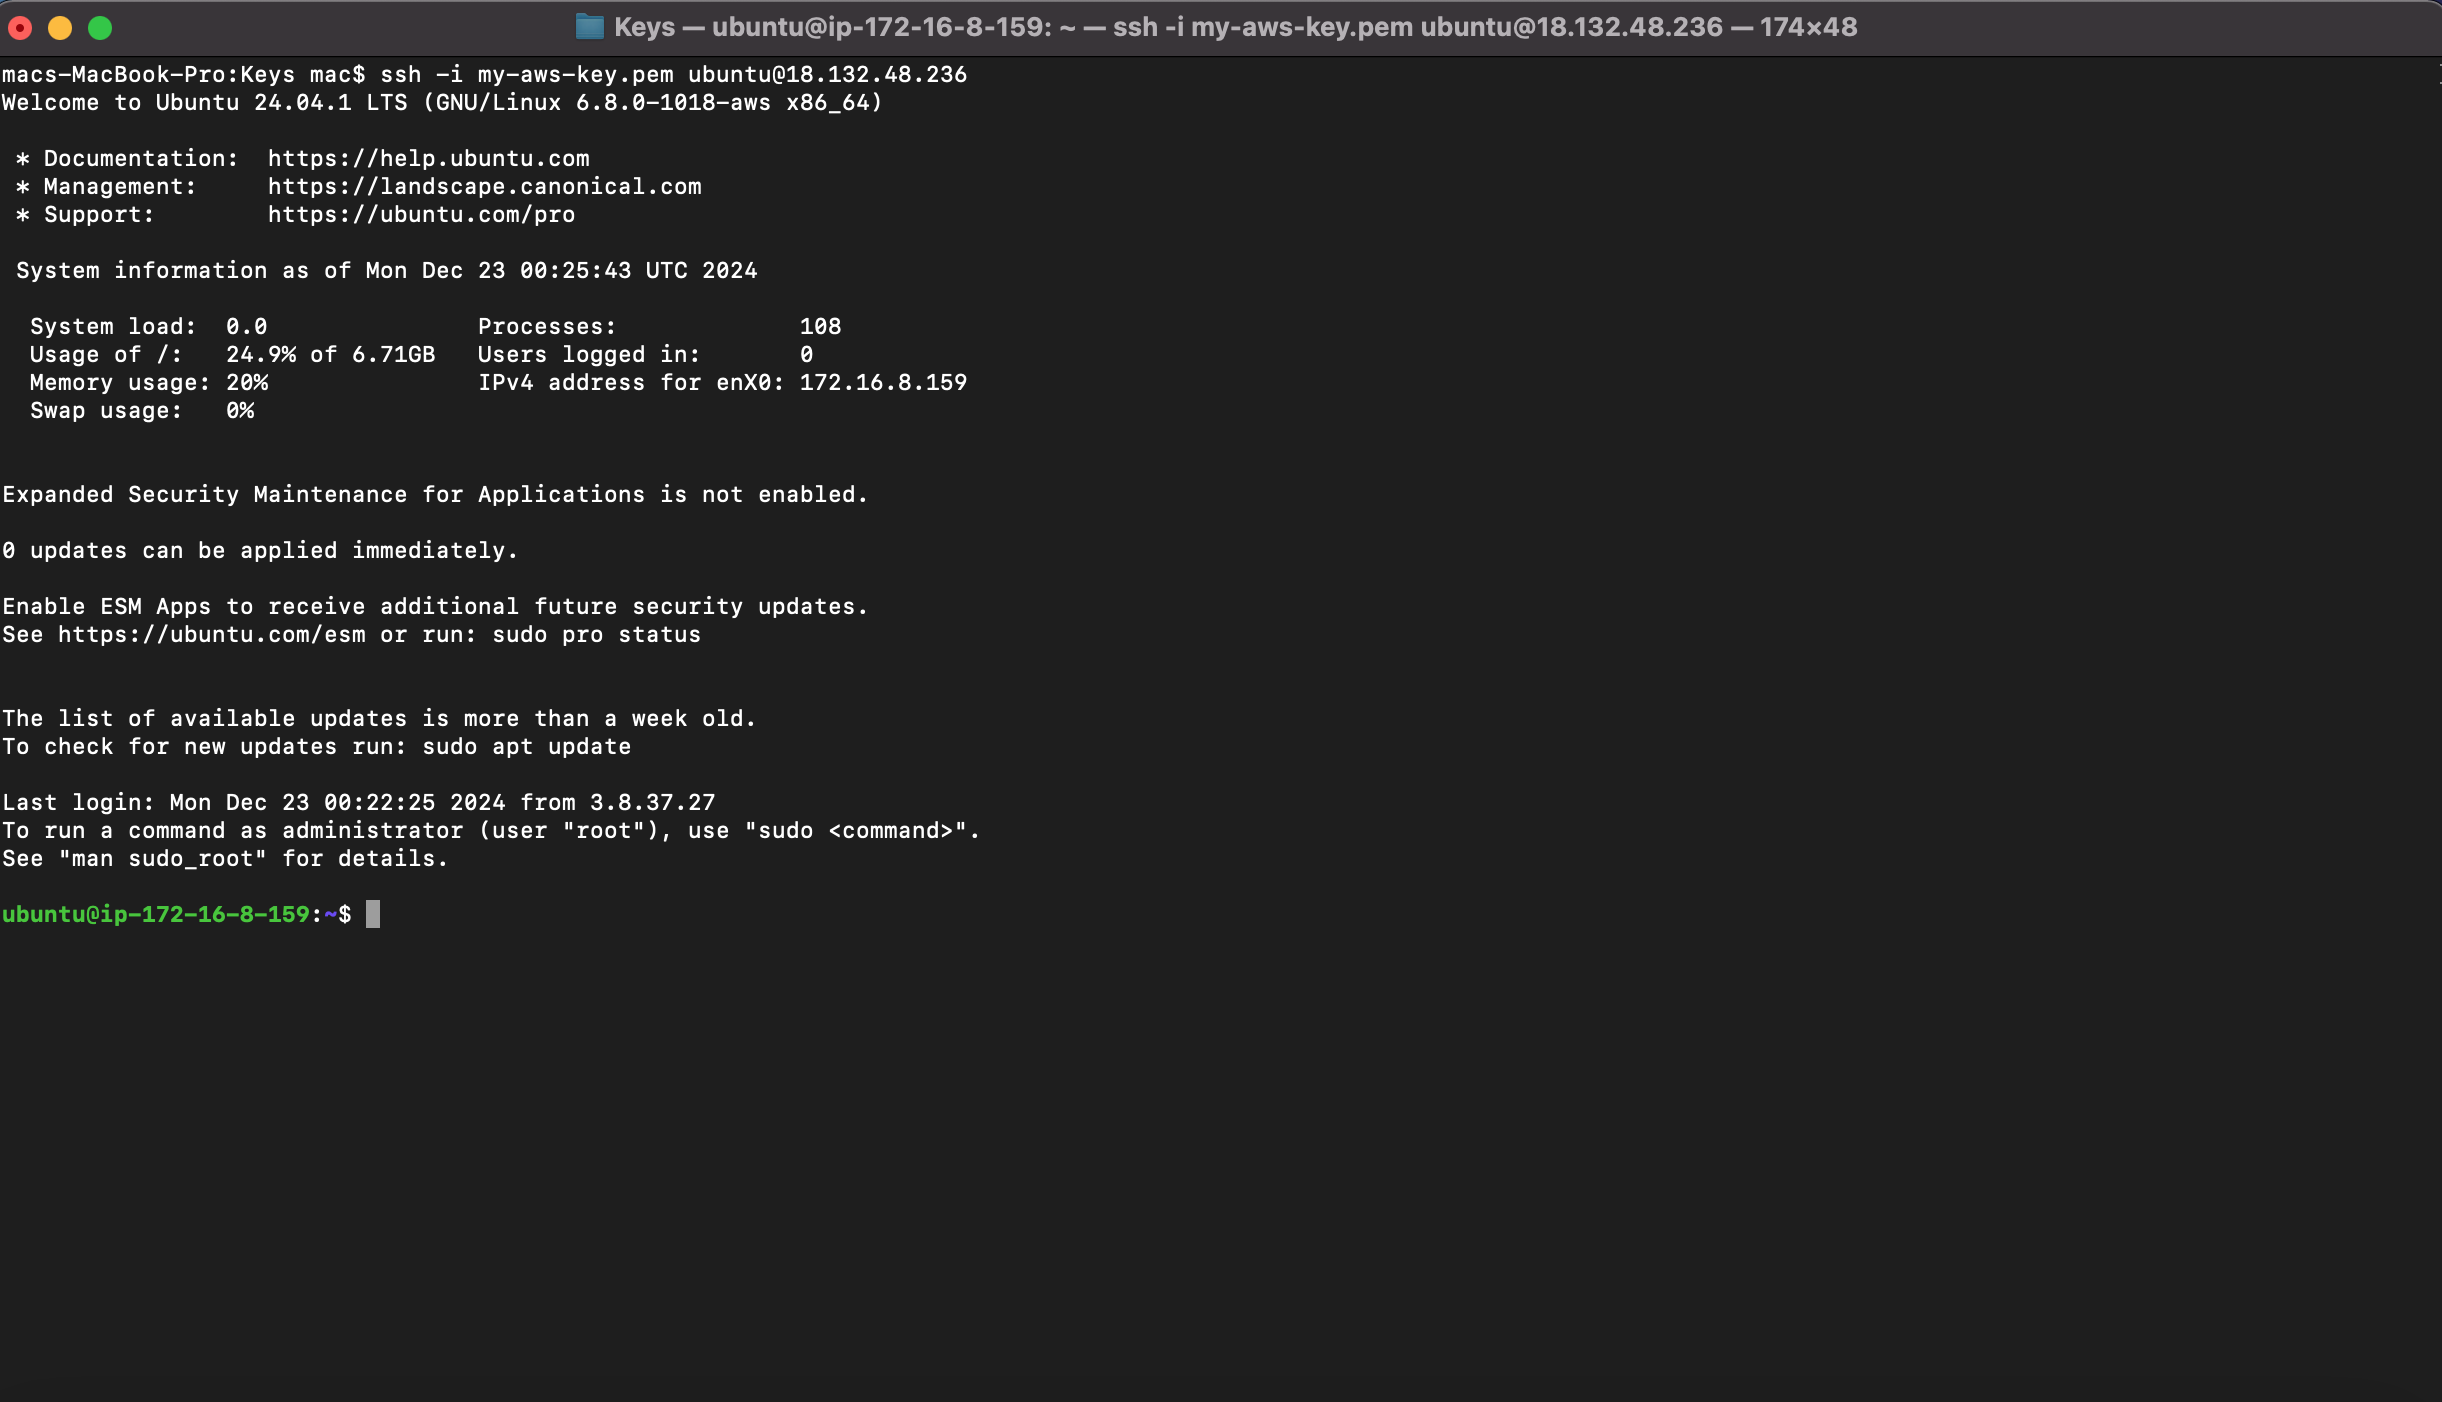 Keys — ubuntu@ip-172-16-8-159: ~ — ssh -i my-aws-key.pem ubuntu@18.132.48.236 — 174×48
macs-MacBook-Pro:Keys mac$ ssh -i my-aws-key.pem ubuntu@18.132.48.236
Welcome to Ubuntu 24.04.1 LTS (GNU/Linux 6.8.0-1018-aws x86_64)

 * Documentation:  https://help.ubuntu.com
 * Management:     https://landscape.canonical.com
 * Support:        https://ubuntu.com/pro

 System information as of Mon Dec 23 00:25:43 UTC 2024

  System load:  0.0               Processes:             108
  Usage of /:   24.9% of 6.71GB   Users logged in:       0
  Memory usage: 20%               IPv4 address for enX0: 172.16.8.159
  Swap usage:   0%


Expanded Security Maintenance for Applications is not enabled.

0 updates can be applied immediately.

Enable ESM Apps to receive additional future security updates.
See https://ubuntu.com/esm or run: sudo pro status


The list of available updates is more than a week old.
To check for new updates run: sudo apt update

Last login: Mon Dec 23 00:22:25 2024 from 3.8.37.27
To run a command as administrator (user "root"), use "sudo <command>".
See "man sudo_root" for details.

ubuntu@ip-172-16-8-159:~$